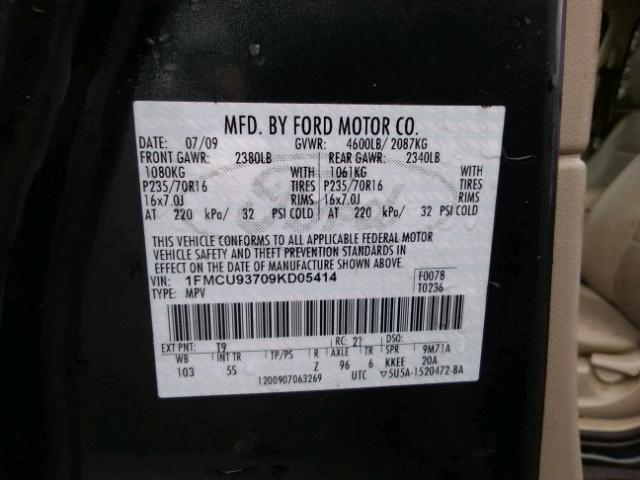 MFD. BY FORD MOTOR CO.
DATE: 07/09 GVWR: 4600LB/ 2087KG
FRONT GAWR: 2380LB REAR GAWR: 2340LB
1080KG WITH 1061KG WITH
P235/70R16 TIRES P235/70R16 TIRES
16x7.0J RIMS 16x7.0J RIMS
AT 220 kPa/ 32 PSI COLD AT 220 kPa/ 32 PSI COLD
THIS VEHICLE CONFORMS TO ALL APPLICABLE FEDERAL MOTOR
VEHICLE SAFETY AND THEFT PREVENTION STANDARDS IN
EFFECT ON THE DATE OF MANUFACTURE SHOWN ABOVE.
VIN: 1FMCU93709KD05414 F0078
TYPE: MPV T0236
EXT PNT: T9 RC: 21 DSO:
WB INT TR TP/PS R AXLE TR SPR 9M71A
103 5S Z 96 6 KKEE 20A
1200907063269 UTC ▽5U5A-1520472-BA